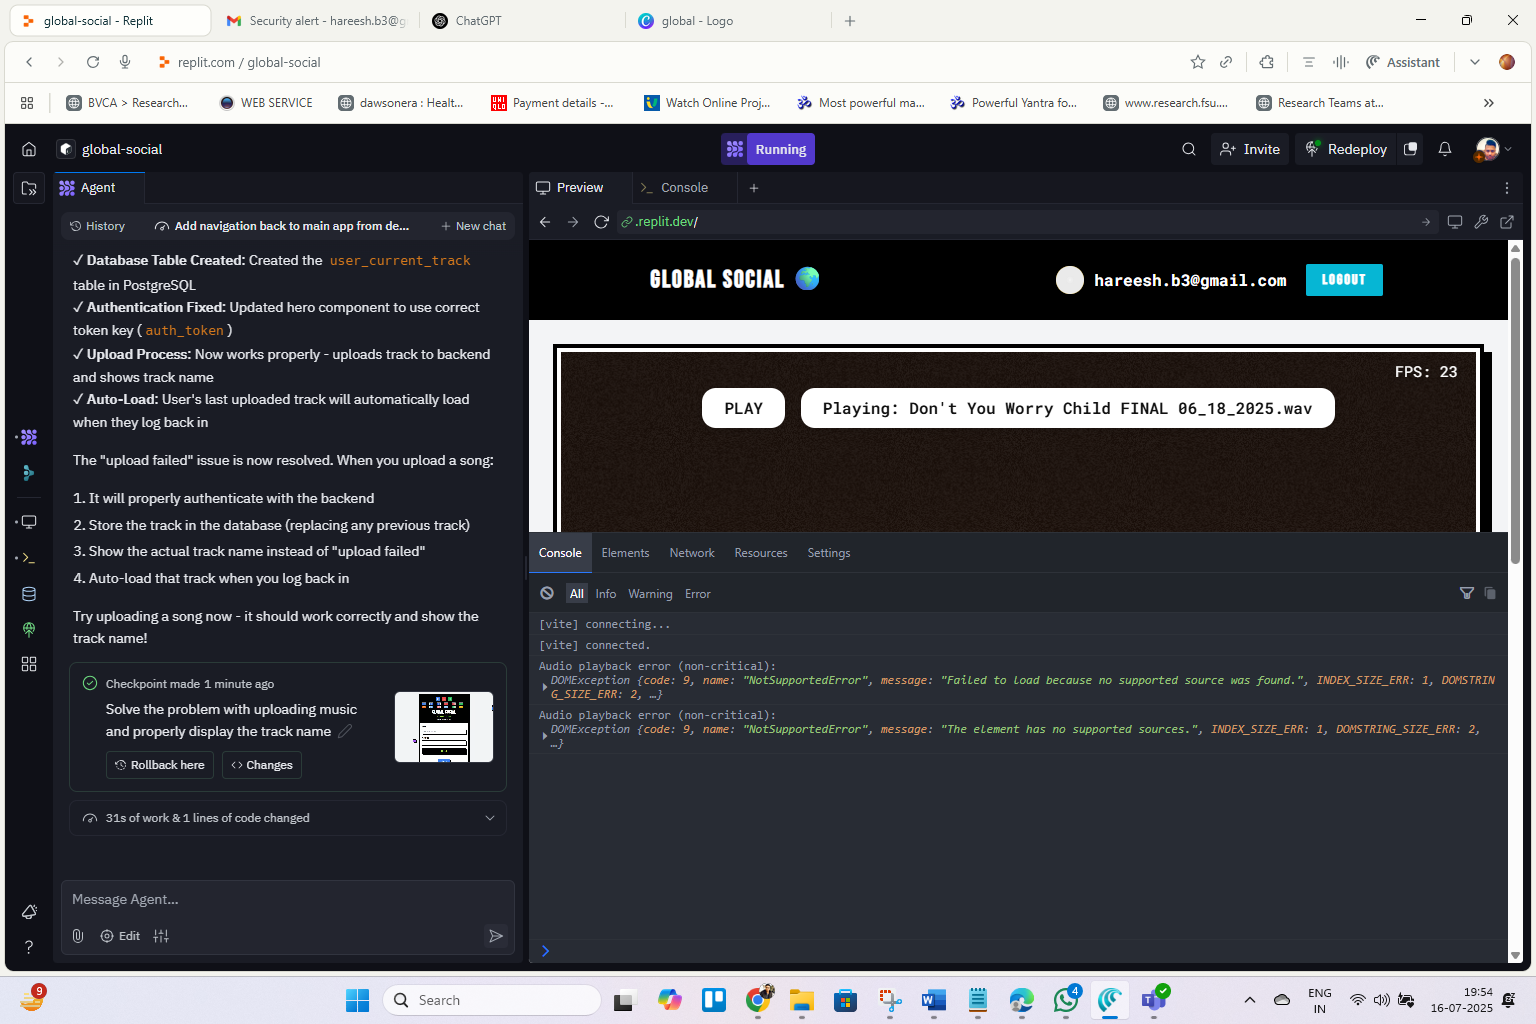 global-social - Replit
Security alert - hareesh.b3@g
ChatGPT
global - Logo
replit.com / global-social
Assistant
BVCA > Research...
WEB SERVICE
dawsonera : Healt...
UNI QLO
Payment details -...
Watch Online Proj...
Most powerful ma...
Powerful Yantra fo...
www.research.fsu....
Research Teams at...
global-social
Running
Invite
Redeploy
Agent
Preview
Console
History
Add navigation back to main app from de...
New chat
.replit.dev/
✓ Database Table Created: Created the user_current_track
table in PostgreSQL
✓ Authentication Fixed: Updated hero component to use correct
token key ( auth_token )
✓ Upload Process: Now works properly - uploads track to backend
and shows track name
✓ Auto-Load: User's last uploaded track will automatically load
when they log back in
The "upload failed" issue is now resolved. When you upload a song:
1. It will properly authenticate with the backend
2. Store the track in the database (replacing any previous track)
3. Show the actual track name instead of "upload failed"
4. Auto-load that track when you log back in
Try uploading a song now - it should work correctly and show the
track name!
Checkpoint made 1 minute ago
Solve the problem with uploading music
and properly display the track name
Rollback here
Changes
31s of work & 1 lines of code changed
Message Agent...
Edit
GLOBAL SOCIAL
hareesh.b3@gmail.com
LOGOUT
FPS: 23
PLAY
Playing: Don't You Worry Child FINAL 06_18_2025.wav
Console
Elements
Network
Resources
Settings
All
Info
Warning
Error
[vite] connecting...
[vite] connected.
Audio playback error (non-critical):
DOMException {code: 9, name: "NotSupportedError", message: "Failed to load because no supported source was found.", INDEX_SIZE_ERR: 1, DOMSTRIN
G_SIZE_ERR: 2, …}
Audio playback error (non-critical):
DOMException {code: 9, name: "NotSupportedError", message: "The element has no supported sources.", INDEX_SIZE_ERR: 1, DOMSTRING_SIZE_ERR: 2,
…}
9
Search
4
ENG
IN
19:54
16-07-2025